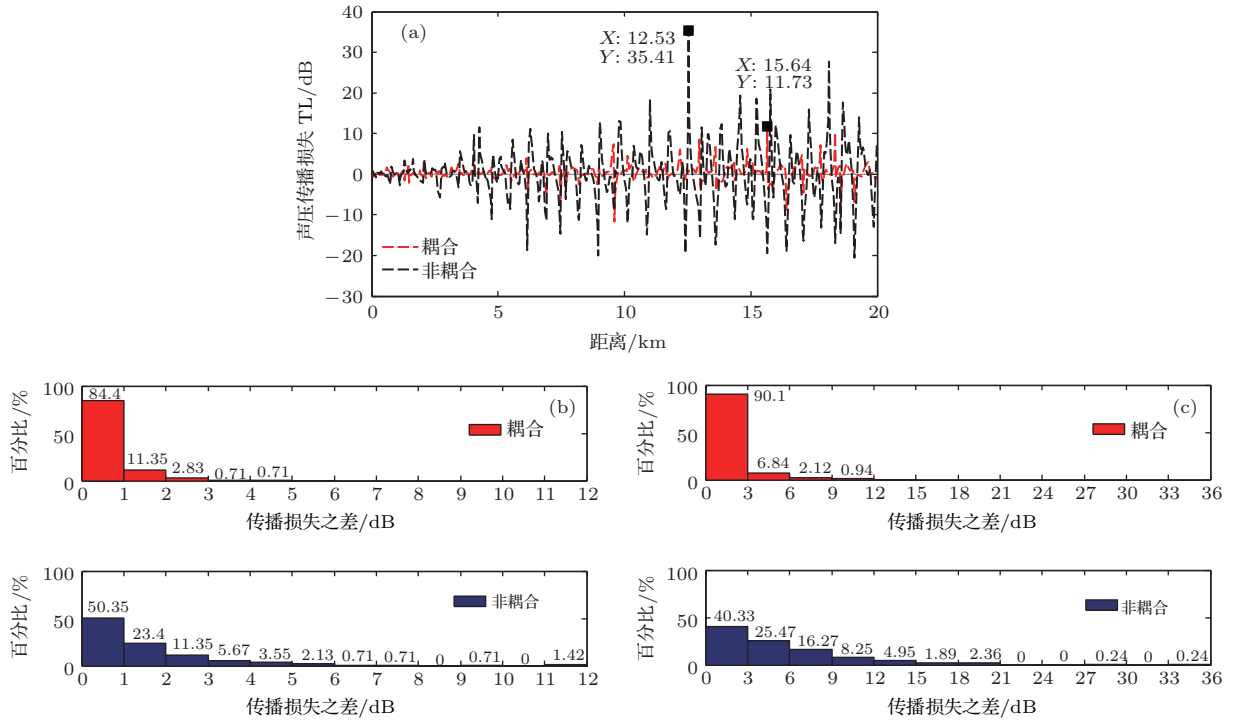 (a)
声压传播损失 TL/dB
40
30
20
10
0
−10
−20
−30
X: 12.53
Y: 35.41
X: 15.64
Y: 11.73
耦合
非耦合
0 5 10 15 20
距离/km
(b)
百分比/%
100
50
0
84.4 11.35 2.83 0.71 0.71
耦合
0 1 2 3 4 5 6 7 8 9 10 11 12
传播损失之差/dB
(c)
百分比/%
100
50
0
90.1 6.84 2.12 0.94
耦合
0 3 6 9 12 15 18 21 24 27 30 33 36
传播损失之差/dB
百分比/%
100
50
0
50.35 23.4 11.35 5.67 3.55 2.13 0.71 0.71 0 0.71 0 1.42
非耦合
0 1 2 3 4 5 6 7 8 9 10 11 12
传播损失之差/dB
百分比/%
100
50
0
40.33 25.47 16.27 8.25 4.95 1.89 2.36 0 0 0.24 0 0.24
非耦合
0 3 6 9 12 15 18 21 24 27 30 33 36
传播损失之差/dB